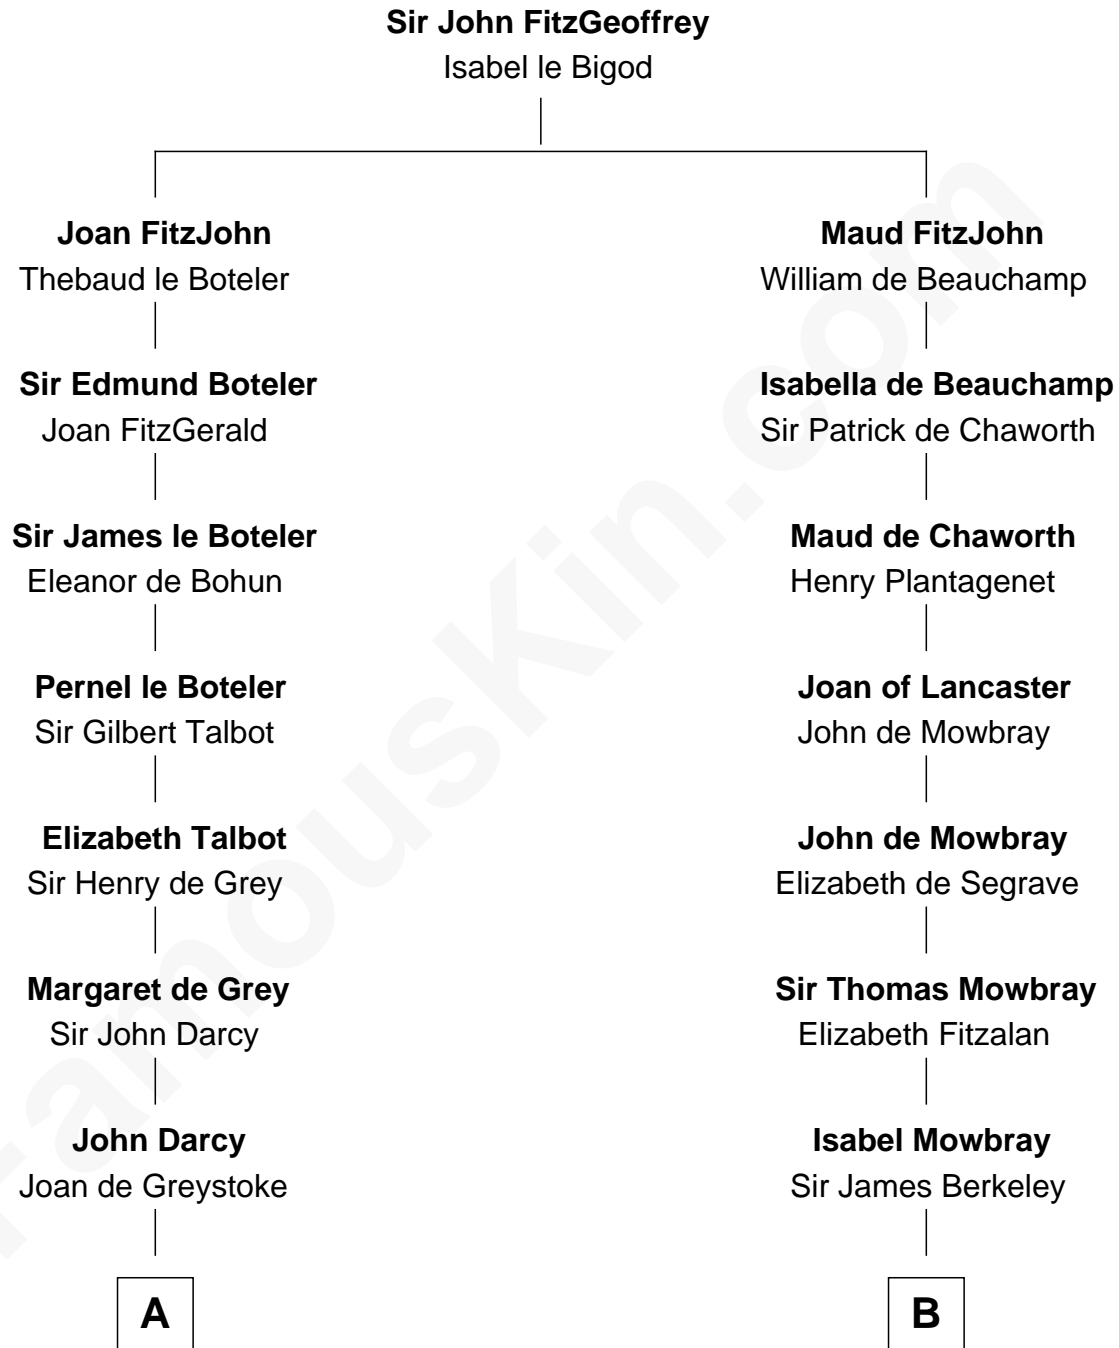 Sir John FitzGeoffrey
Isabel le Bigod
Joan FitzJohn
Thebaud le Boteler
Sir Edmund Boteler
Joan FitzGerald
Sir James le Boteler
Eleanor de Bohun
Pernel le Boteler
Sir Gilbert Talbot
Elizabeth Talbot
Sir Henry de Grey
Margaret de Grey
Sir John Darcy
John Darcy
Joan de Greystoke
A
Maud FitzJohn
William de Beauchamp
Isabella de Beauchamp
Sir Patrick de Chaworth
Maud de Chaworth
Henry Plantagenet
Joan of Lancaster
John de Mowbray
John de Mowbray
Elizabeth de Segrave
Sir Thomas Mowbray
Elizabeth Fitzalan
Isabel Mowbray
Sir James Berkeley
B
FamousKin.com